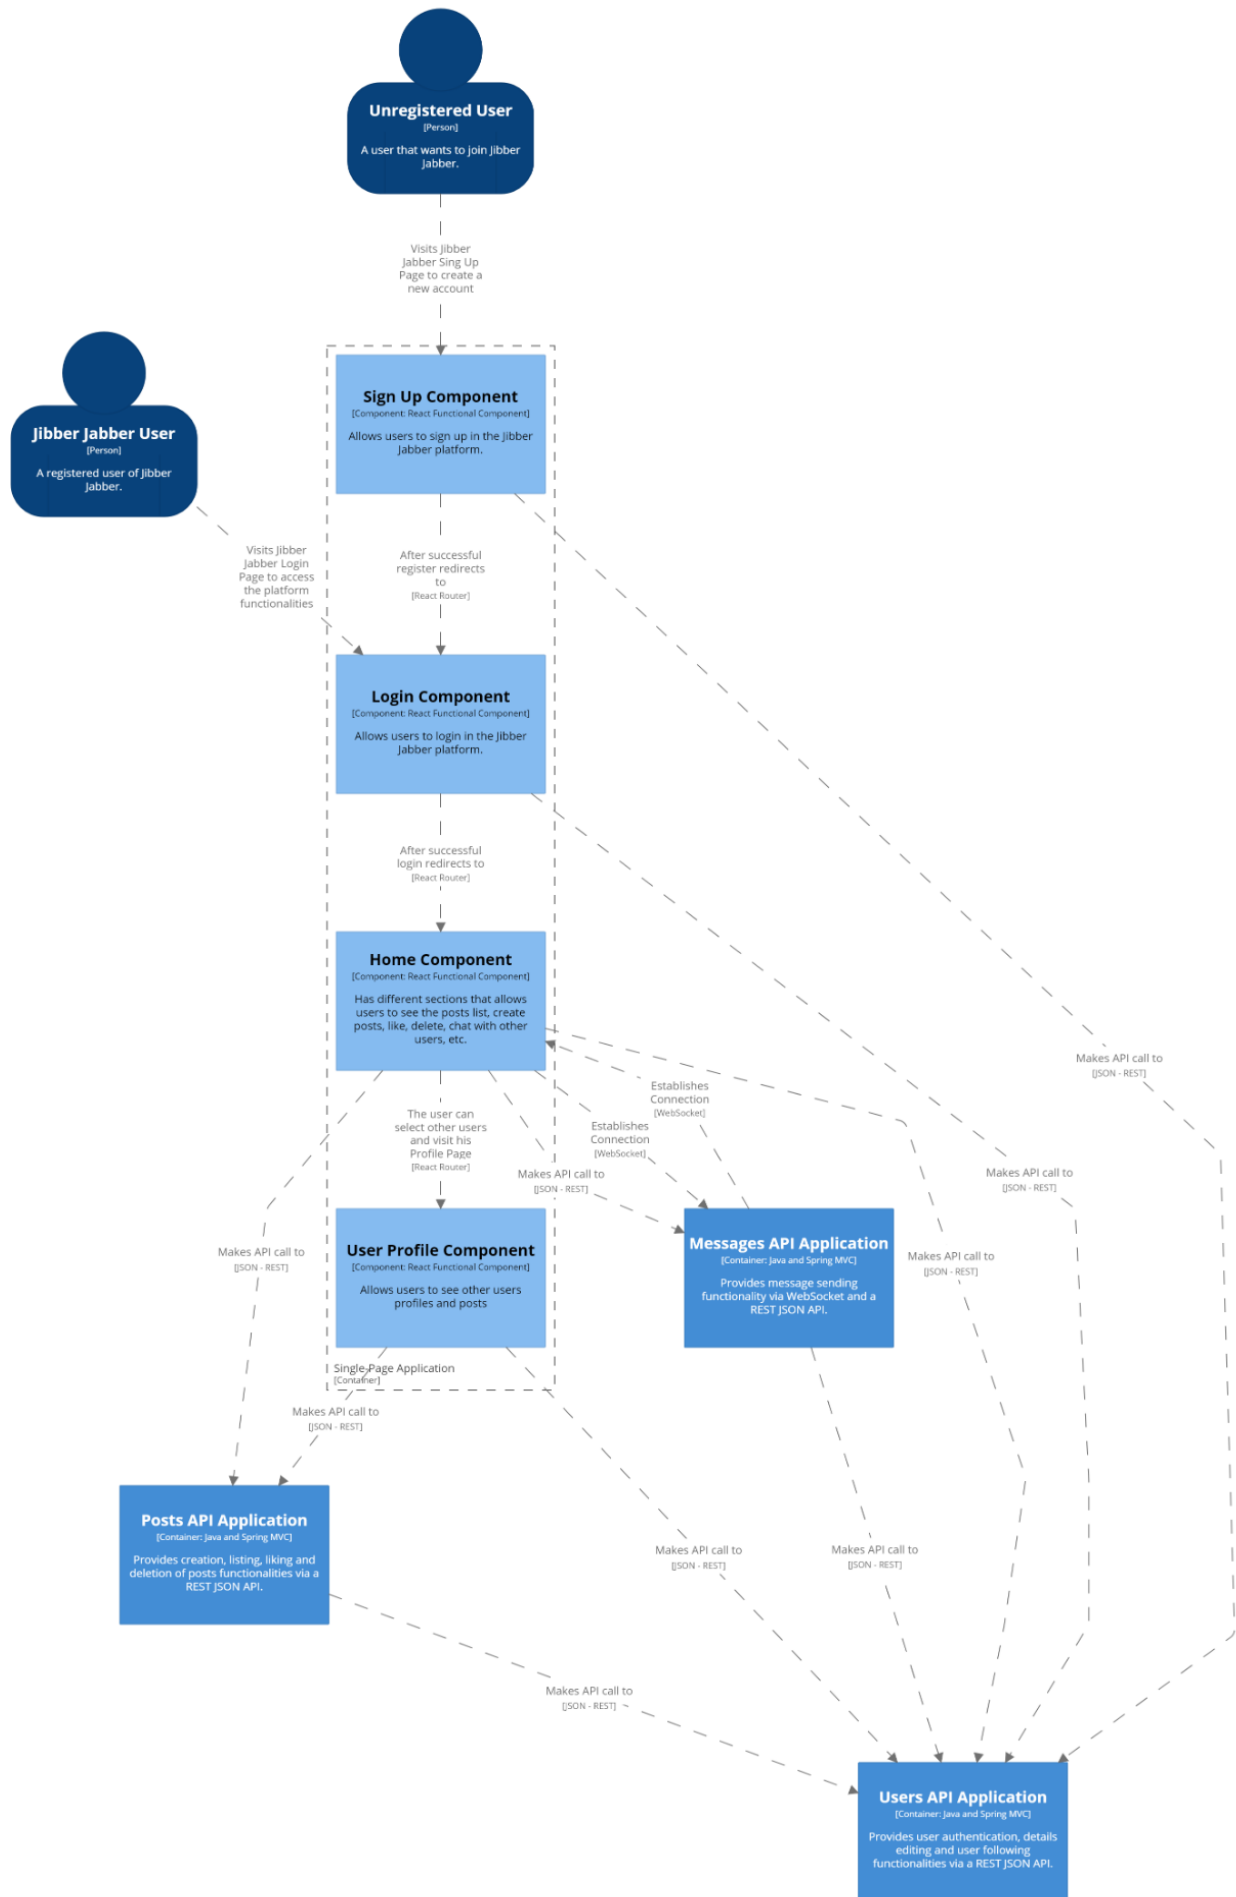 Unregistered User
[Person]
A user that wants to join Jibber
Jabber.
Visits Jibber
Jabber Sing Up
Page to create a
new account
Jibber Jabber User
[Person]
A registered user of Jibber
Jabber.
Sign Up Component
[Component: React Functional Component]
Allows users to sign up in the Jibber
Jabber platform.
Visits Jibber
Jabber Login
Page to access
the platform
functionalities
After successful
register redirects
to
[React Router]
Login Component
[Component: React Functional Component]
Allows users to login in the Jibber
Jabber platform.
After successful
login redirects to
[React Router]
Home Component
[Component: React Functional Component]
Has different sections that allows
users to see the posts list, create
posts, like, delete, chat with other
users, etc.
Makes API call to
[JSON - REST]
Establishes
Connection
[WebSocket]
The user can
select other users
and visit his
Profile Page
[React Router]
Establishes
Connection
[WebSocket]
Makes API call to
[JSON - REST]
Makes API call to
[JSON - REST]
Makes API call to
[JSON - REST]
User Profile Component
[Component: React Functional Component]
Allows users to see other users
profiles and posts
Messages API Application
[Container: Java and Spring MVC]
Provides message sending
functionality via WebSocket and a
REST JSON API.
Makes API call to
[JSON - REST]
Single-Page Application
[Container]
Makes API call to
[JSON - REST]
Posts API Application
[Container: Java and Spring MVC]
Provides creation, listing, liking and
deletion of posts functionalities via a
REST JSON API.
Makes API call to
[JSON - REST]
Makes API call to
[JSON - REST]
Makes API call to
[JSON - REST]
Users API Application
[Container: Java and Spring MVC]
Provides user authentication, details
editing and user following
functionalities via a REST JSON API.